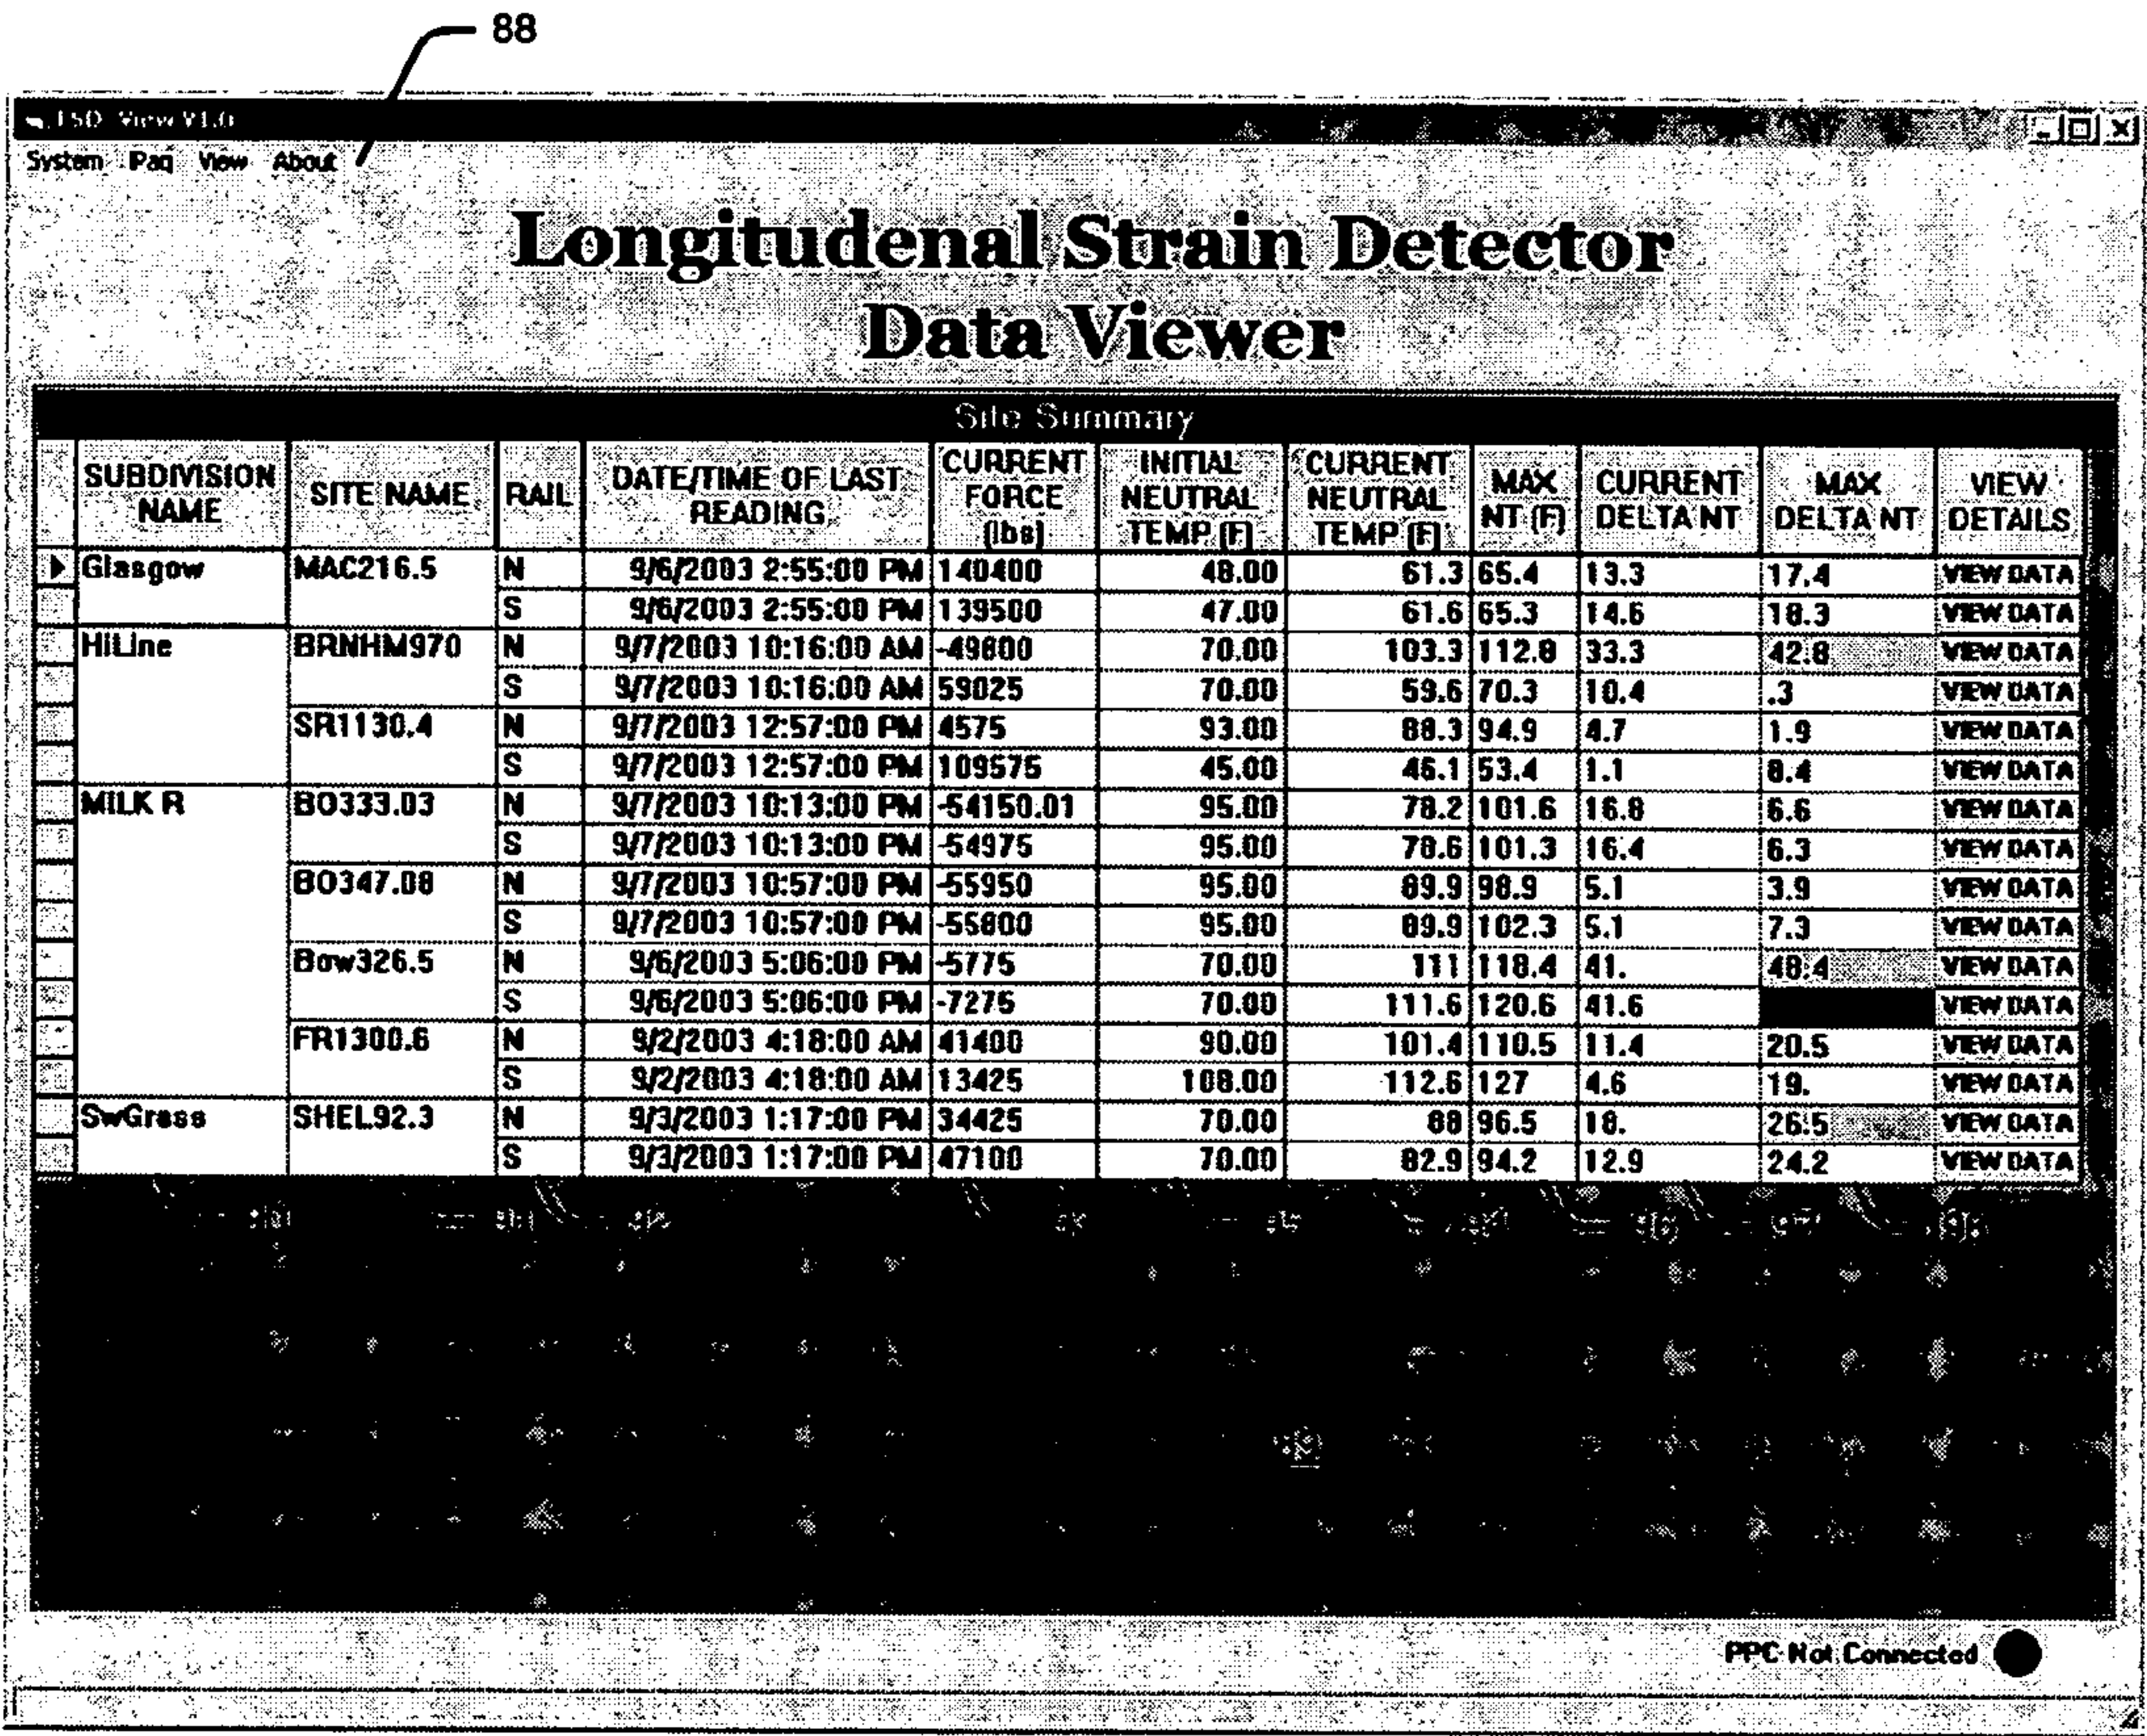 88
LSD View V1.0
System IPaq View About
Longitudenal Strain Detector
Data Viewer
Site Summary
SUBDIVISION NAME SITE NAME RAIL DATE/TIME OF LAST READING CURRENT FORCE (lbs) INITIAL NEUTRAL TEMP (F) CURRENT NEUTRAL TEMP (F) MAX NT (F) CURRENT DELTA NT MAX DELTA NT VIEW DETAILS
Glasgow MAC216.5 N 9/6/2003 2:55:00 PM 140400 48.00 61.3 65.4 13.3 17.4 VIEW DATA
S 9/6/2003 2:55:00 PM 139500 47.00 61.6 65.3 14.6 18.3 VIEW DATA
HiLine BRNHM970 N 9/7/2003 10:16:00 AM -49800 70.00 103.3 112.8 33.3 42.8 VIEW DATA
S 9/7/2003 10:16:00 AM 59025 70.00 59.6 70.3 10.4 .3 VIEW DATA
SR1130.4 N 9/7/2003 12:57:00 PM 4575 93.00 88.3 94.9 4.7 1.9 VIEW DATA
S 9/7/2003 12:57:00 PM 109575 45.00 46.1 53.4 1.1 8.4 VIEW DATA
MILK R BO333.03 N 9/7/2003 10:13:00 PM -54150.01 95.00 78.2 101.6 16.8 6.6 VIEW DATA
S 9/7/2003 10:13:00 PM -54975 95.00 78.6 101.3 16.4 6.3 VIEW DATA
BO347.08 N 9/7/2003 10:57:00 PM -55950 95.00 89.9 98.9 5.1 3.9 VIEW DATA
S 9/7/2003 10:57:00 PM -55800 95.00 89.9 102.3 5.1 7.3 VIEW DATA
Bow326.5 N 9/6/2003 5:06:00 PM -5775 70.00 111 118.4 41. 48.4 VIEW DATA
S 9/6/2003 5:06:00 PM -7275 70.00 111.6 120.6 41.6 VIEW DATA
FR1300.6 N 9/2/2003 4:18:00 AM 41400 90.00 101.4 110.5 11.4 20.5 VIEW DATA
S 9/2/2003 4:18:00 AM 13425 108.00 112.6 127 4.6 19. VIEW DATA
SwGrass SHEL92.3 N 9/3/2003 1:17:00 PM 34425 70.00 88 96.5 18. 26.5 VIEW DATA
S 9/3/2003 1:17:00 PM 47100 70.00 82.9 94.2 12.9 24.2 VIEW DATA
PPC Not Connected